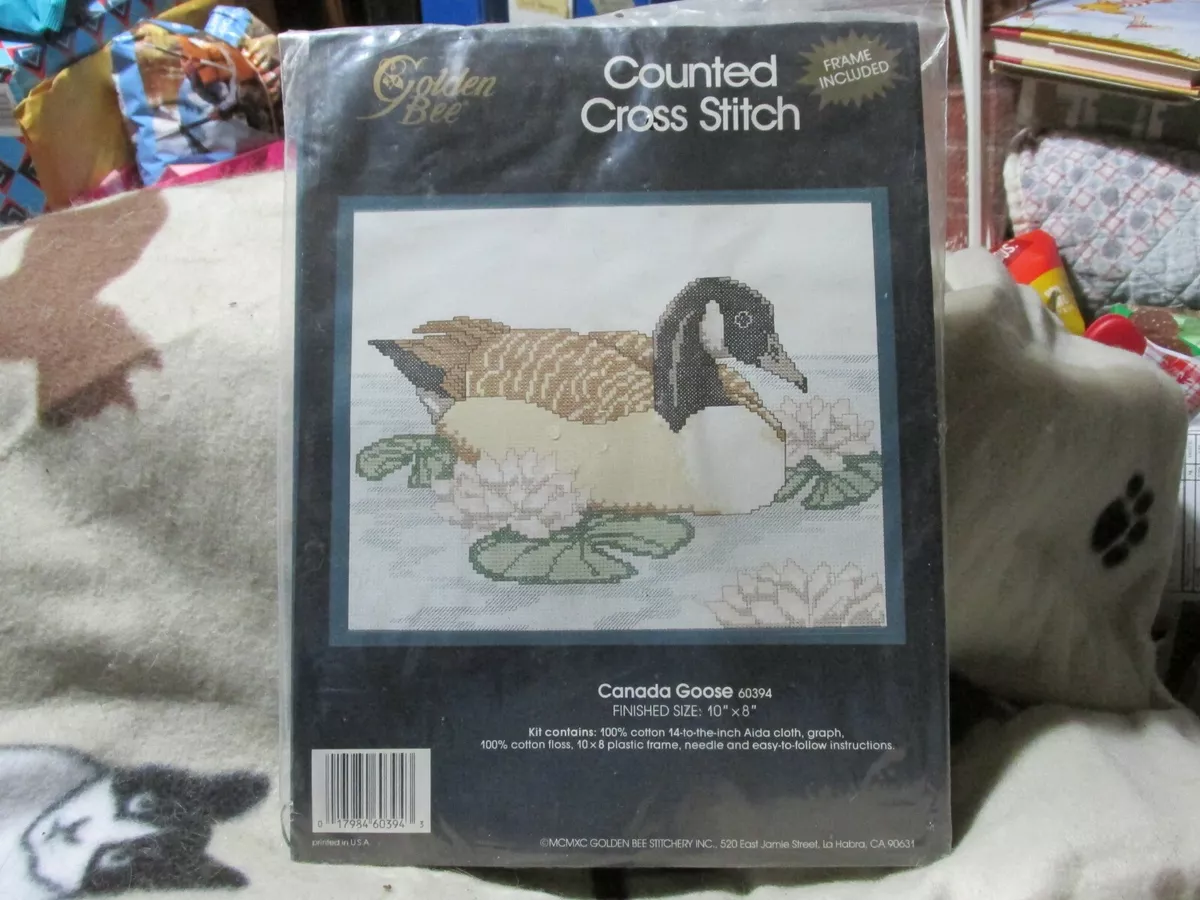 Golden
Bee
Counted
Cross Stitch
FRAME
INCLUDED
Canada Goose 60394
FINISHED SIZE: 10" × 8"
Kit contains: 100% cotton 14-to-the-inch Aida cloth, graph,
100% cotton floss, 10 × 8 plastic frame, needle and easy-to-follow instructions.
0 17984 60394 3
printed in U.S.A.
©MCMXC GOLDEN BEE STITCHERY INC., 520 East Jamie Street, La Habra, CA 90631